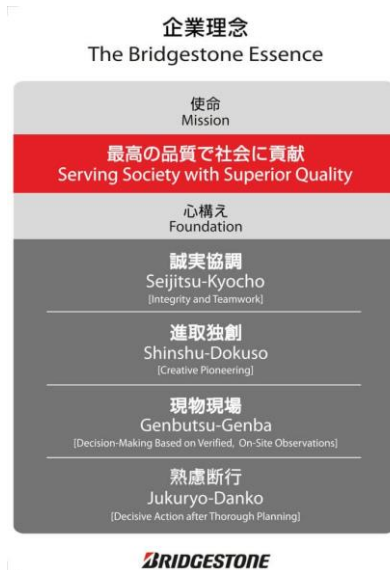 企業理念
The Bridgestone Essence
使命
Mission
最高の品質で社会に貢献
Serving Society with Superior Quality
心構え
Foundation
誠実協調
Seijitsu-Kyocho
[Integrity and Teamwork]
進取独創
Shinshu-Dokuso
[Creative Pioneering]
現物現場
Genbutsu-Genba
[Decision-Making Based on Verified, On-Site Observations]
熟慮断行
Jukuryo-Danko
[Decisive Action after Thorough Planning]
BRIDGESTONE